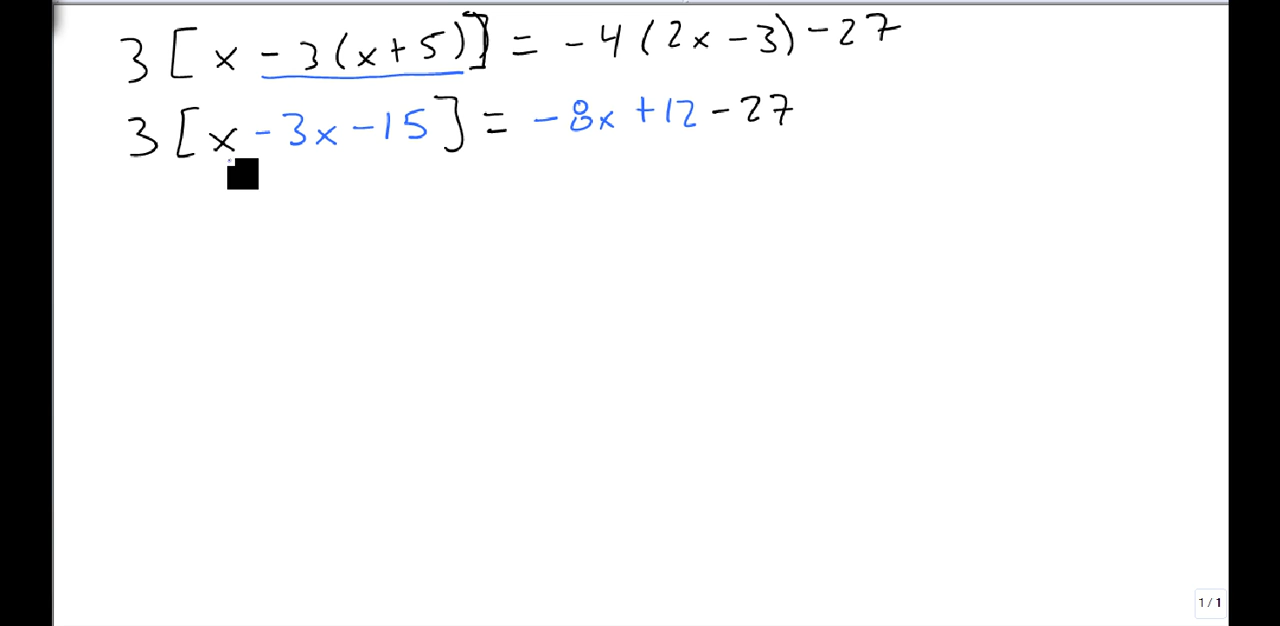 3[x - 3(x+5)] = -4(2x-3)-27
3[x-3x-15] = -8x+12-27
1/1